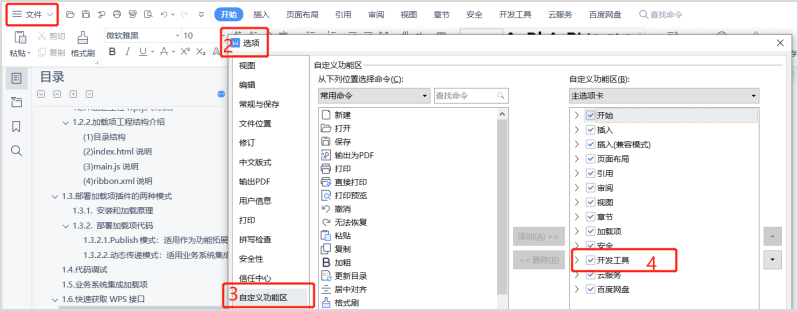 文件
开始 插入 页面布局 引用 审阅 视图 章节 安全 开发工具 云服务 百度网盘 查找命令
粘贴 剪切 复制 格式刷 微软雅黑 10
B I U A X² X₂ A
目录
1.2.2.加载项工程结构介绍
(1)目录结构
(2)index.html 说明
(3)main.js 说明
(4)ribbon.xml 说明
1.3.部署加载项插件的两种模式
1.3.1. 安装和加载原理
1.3.2. 部署加载项代码
1.3.2.1.Publish 模式：适用作为功能拓展
1.3.2.2.动态传递模式：适用业务系统集成
1.4.代码调试
1.5.业务系统集成加载项
1.6.快速获取 WPS 接口
2 选项
视图
编辑
常规与保存
文件位置
修订
中文版式
输出PDF
用户信息
打印
拼写检查
安全性
信任中心
3 自定义功能区
自定义功能区
从下列位置选择命令(C):
常用命令 查找命令
新建
打开
保存
输出为PDF
打印
直接打印
打印预览
撤消
无法恢复
粘贴
复制
B 加粗
更新目录
居中对齐
格式刷
添加(A) >>
<< 删除(R)
自定义功能区(B):
主选项卡
开始
插入
插入(兼容模式)
页面布局
引用
审阅
视图
章节
加载项
安全
开发工具 4
云服务
百度网盘